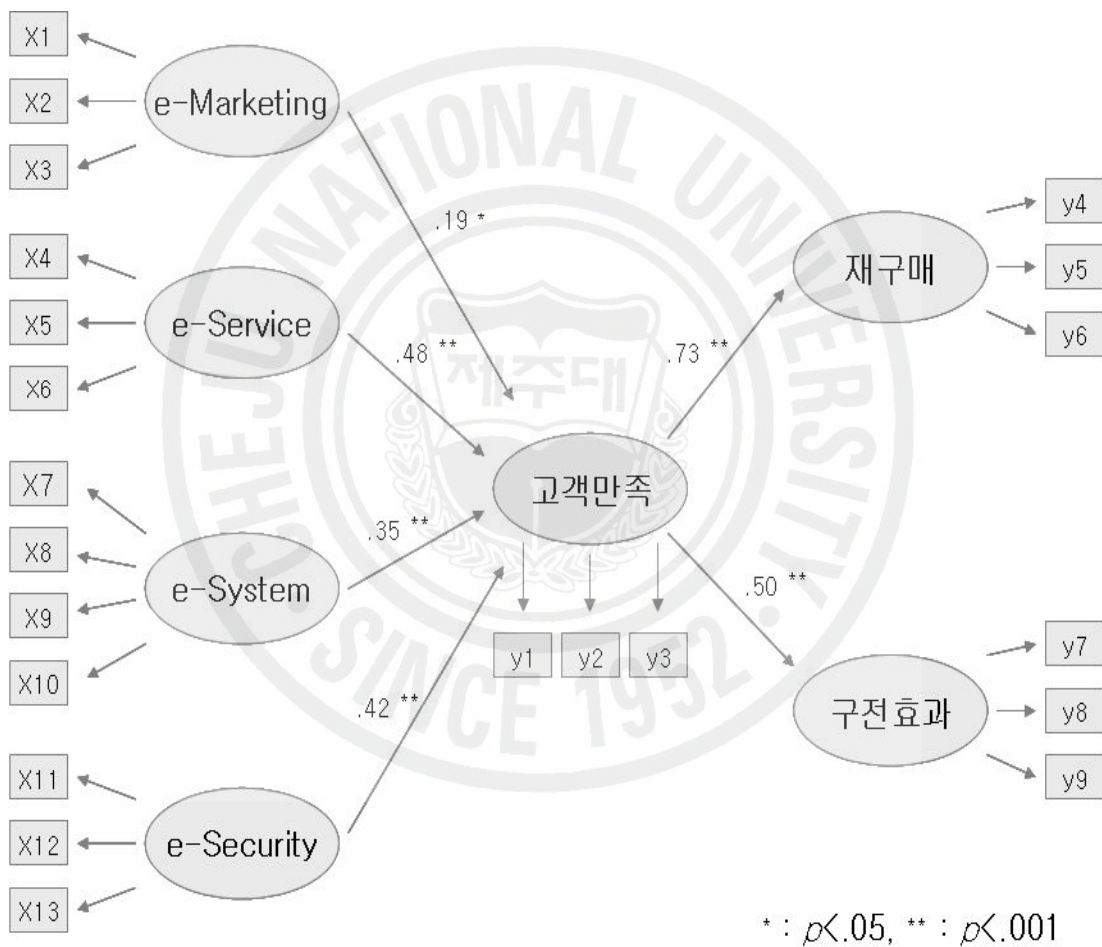 X1
X2
X3
e-Marketing
.19 *
X4
X5
X6
e-Service
.48 **
X7
X8
X9
X10
e-System
.35 **
X11
X12
X13
e-Security
.42 **
고객만족
y1 y2 y3
.73 **
재구매
y4
y5
y6
.50 **
구전효과
y7
y8
y9
CHEJU NATIONAL UNIVERSITY
제주대
SINCE 1952
* : p<.05, ** : p<.001